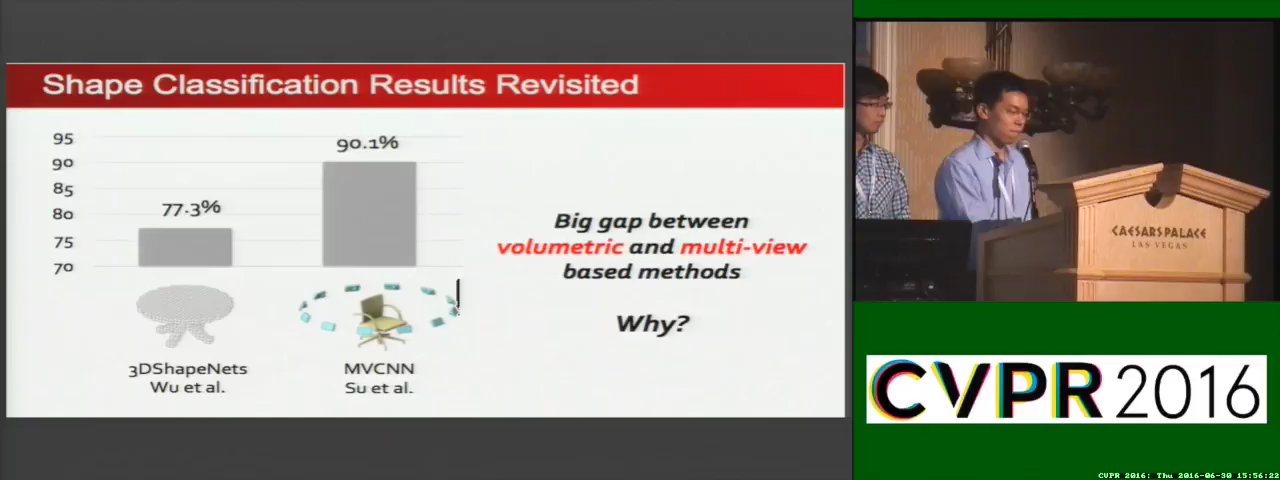 Shape Classification Results Revisited
95
90
85
80
75
70
77.3%
90.1%
3DShapeNets
Wu et al.
MVCNN
Su et al.
Big gap between
volumetric and multi-view
based methods
Why?
CAESARS PALACE
LAS VEGAS
CVPR 2016
CVPR 2016: Thu 2016-06-30 15:56:22